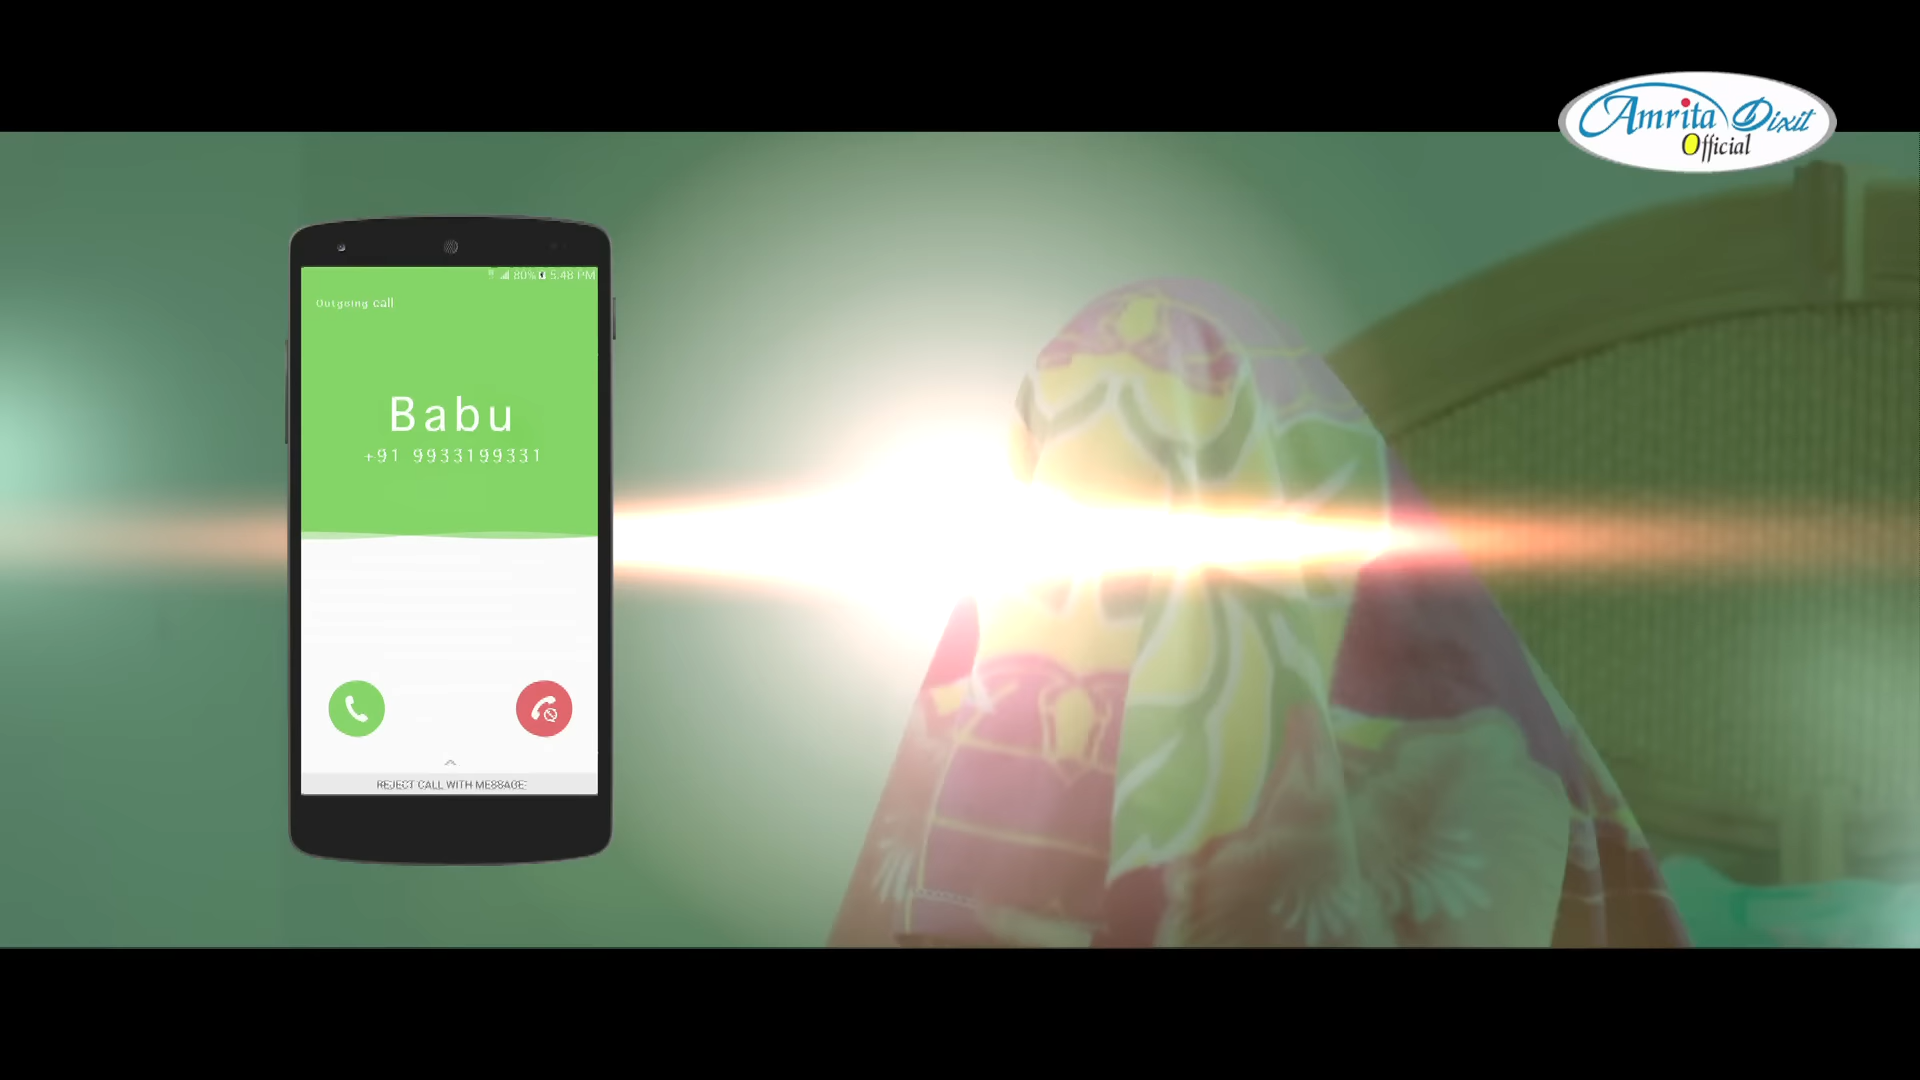 Amrita Dixit
Official
80% 5:48 PM
Outgoing call
Babu
+91 9933199331
REJECT CALL WITH MESSAGE